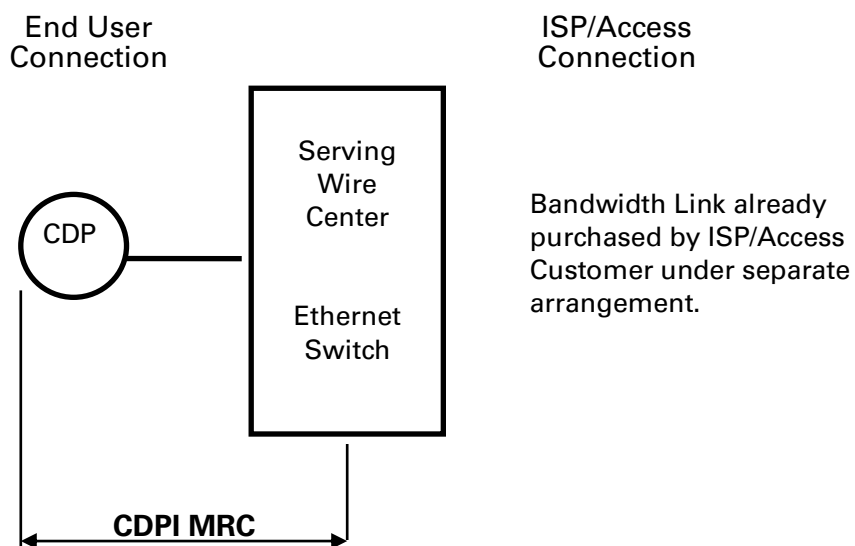 End User
Connection
ISP/Access
Connection
Serving
Wire
Center
CDP
Ethernet
Switch
Bandwidth Link already
purchased by ISP/Access
Customer under separate
arrangement.
CDPI MRC